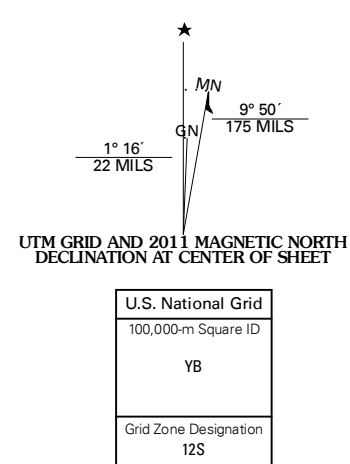 ★
MN
9° 50´
175 MILS
GN
1° 16´
22 MILS
UTM GRID AND 2011 MAGNETIC NORTH
DECLINATION AT CENTER OF SHEET
U.S. National Grid
100,000-m Square ID
YB
Grid Zone Designation
12S